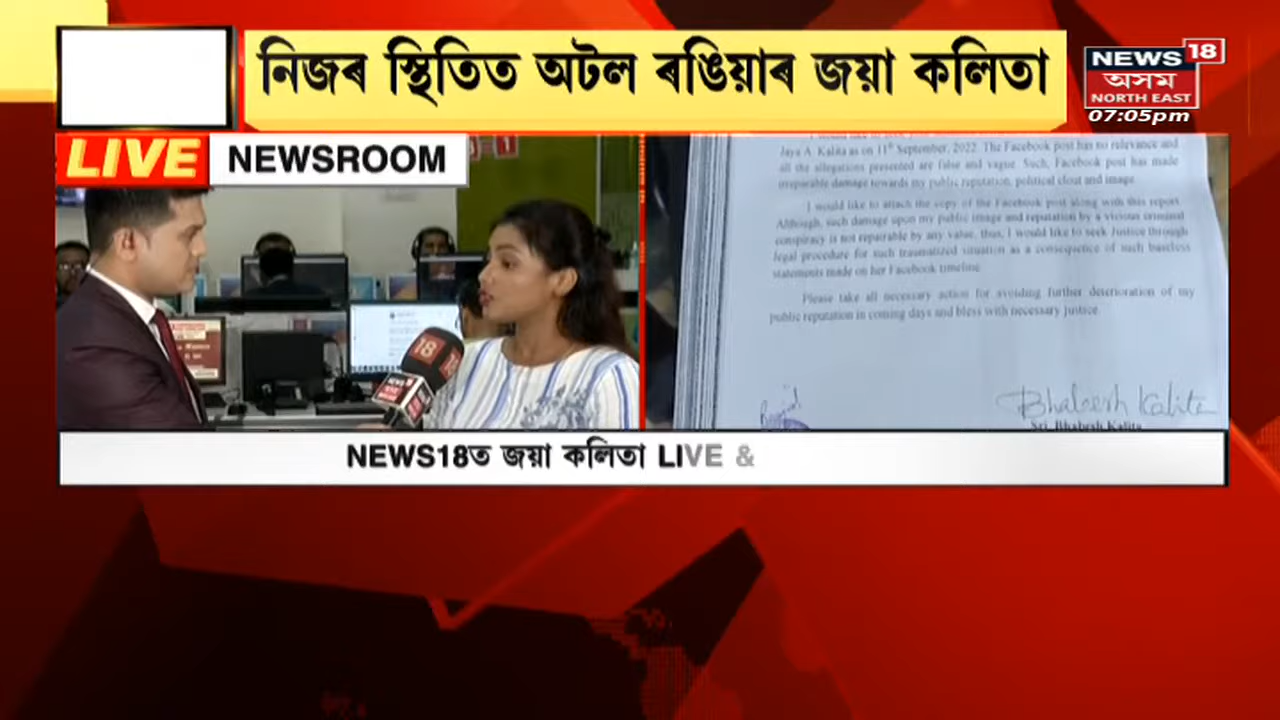 নিজৰ স্থিতিত অটল ৰঙিয়াৰ জয়া কলিতা
NEWS 18
অসম
NORTH EAST
07:05pm
LIVE NEWSROOM
Jaya A. Kalita as on 11th September, 2022. The Facebook post has no relevance and
all the allegations presented are false and vague. Such, Facebook post has made
irreparable damage towards my public reputation, political clout and image.
I would like to attach the copy of the Facebook post along with this report.
Although, such damage upon my public image and reputation by a vicious criminal
conspiracy is not repairable by any value, thus, I would like to seek Justice through
legal procedure for such traumatized situation as a consequence of such baseless
statements made on her Facebook timeline.
Please take all necessary action for avoiding further deterioration of my
public reputation in coming days and bless with necessary justice.
Bhabesh Kalita
Sri. Bhabesh Kalita
18
NEWS18ত জয়া কলিতা LIVE &